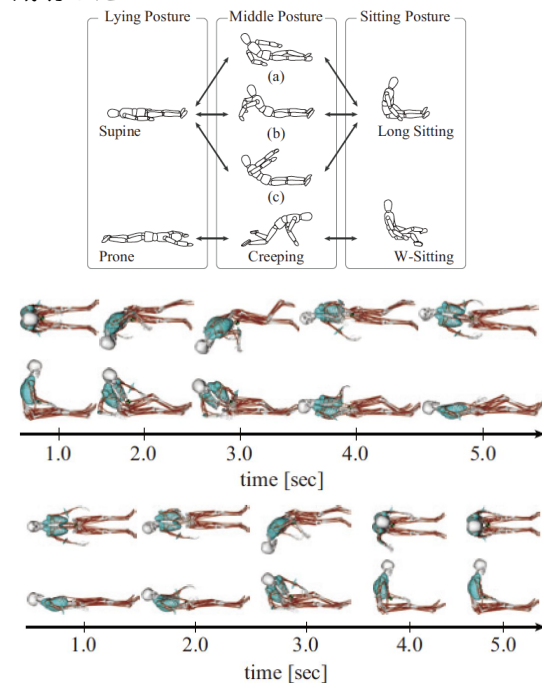 Lying Posture Middle Posture Sitting Posture
(a)
Supine (b) Long Sitting
(c)
Prone Creeping W-Sitting
1.0 2.0 3.0 4.0 5.0
time [sec]
1.0 2.0 3.0 4.0 5.0
time [sec]